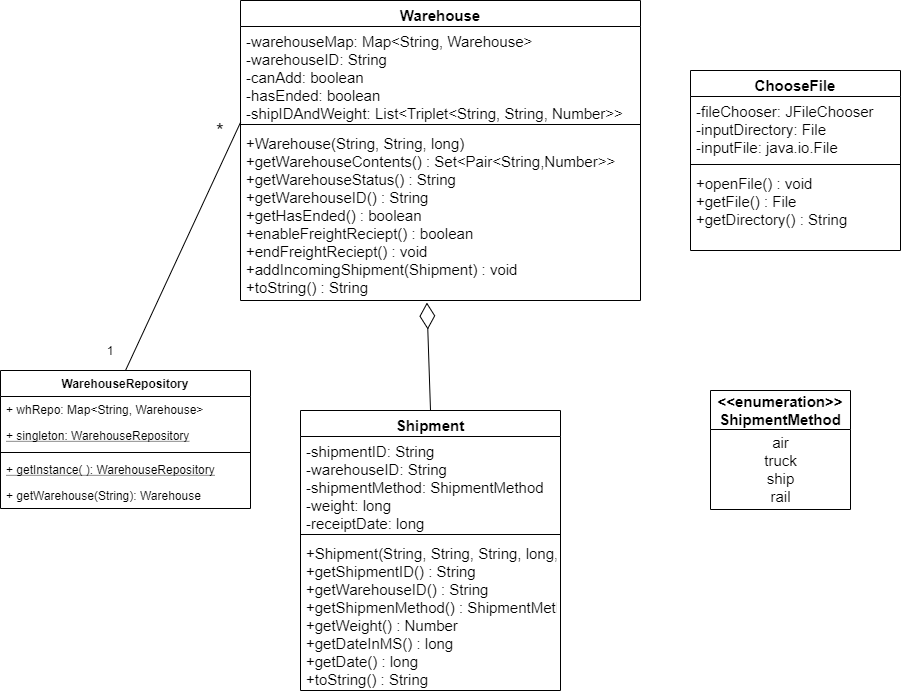 Warehouse
-warehouseMap: Map<String, Warehouse>
-warehouseID: String
-canAdd: boolean
-hasEnded: boolean
-shipIDAndWeight: List<Triplet<String, String, Number>>
+Warehouse(String, String, long)
+getWarehouseContents() : Set<Pair<String,Number>>
+getWarehouseStatus() : String
+getWarehouseID() : String
+getHasEnded() : boolean
+enableFreightReciept() : boolean
+endFreightReciept() : void
+addIncomingShipment(Shipment) : void
+toString() : String
ChooseFile
-fileChooser: JFileChooser
-inputDirectory: File
-inputFile: java.io.File
+openFile() : void
+getFile() : File
+getDirectory() : String
*
1
WarehouseRepository
+ whRepo: Map<String, Warehouse>
+ singleton: WarehouseRepository
+ getInstance( ): WarehouseRepository
+ getWarehouse(String): Warehouse
Shipment
-shipmentID: String
-warehouseID: String
-shipmentMethod: ShipmentMethod
-weight: long
-receiptDate: long
+Shipment(String, String, String, long,
+getShipmentID() : String
+getWarehouseID() : String
+getShipmenMethod() : ShipmentMet
+getWeight() : Number
+getDateInMS() : long
+getDate() : long
+toString() : String
<<enumeration>>
ShipmentMethod
air
truck
ship
rail